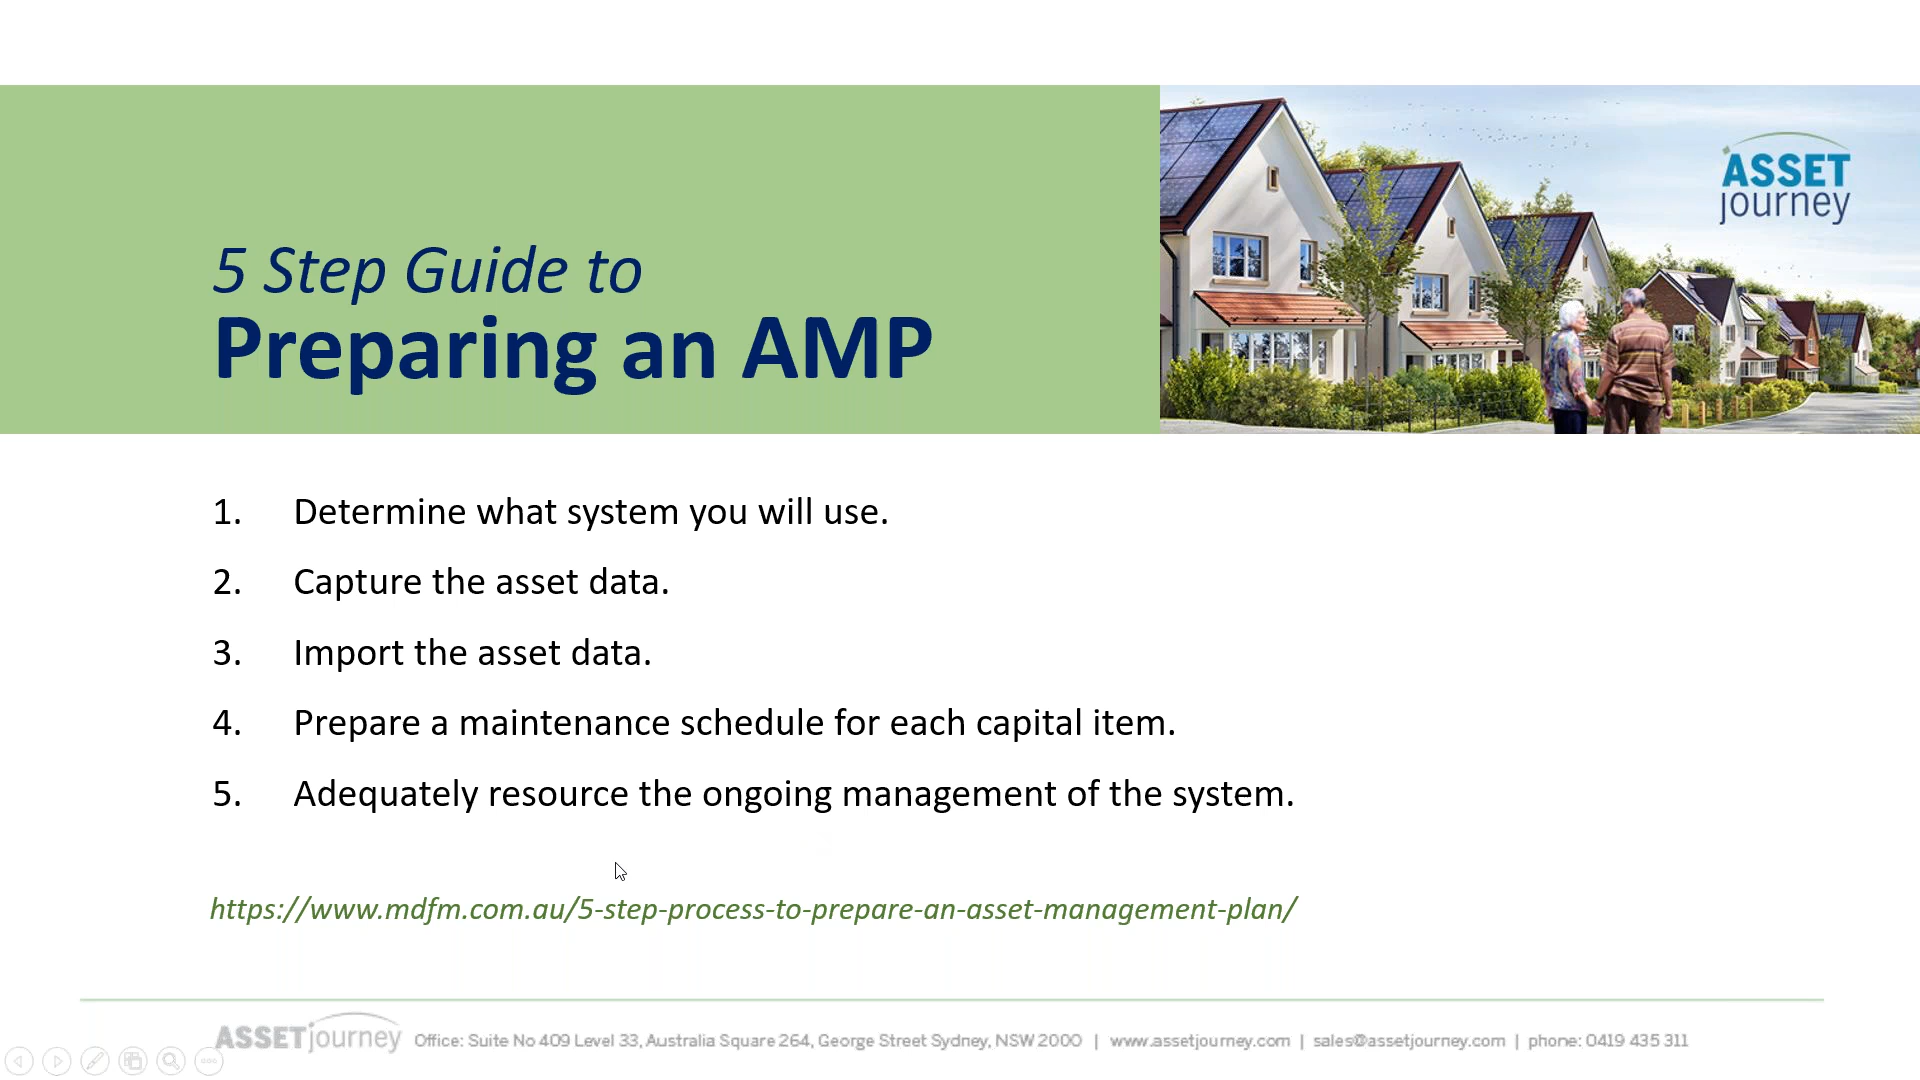 ASSET
journey
5 Step Guide to
Preparing an AMP
1. Determine what system you will use.
2. Capture the asset data.
3. Import the asset data.
4. Prepare a maintenance schedule for each capital item.
5. Adequately resource the ongoing management of the system.
https://www.mdfm.com.au/5-step-process-to-prepare-an-asset-management-plan/
ASSETjourney Office: Suite No 409 Level 33, Australia Square 264, George Street Sydney, NSW 2000 | www.assetjourney.com | sales@assetjourney.com | phone: 0419 435 311